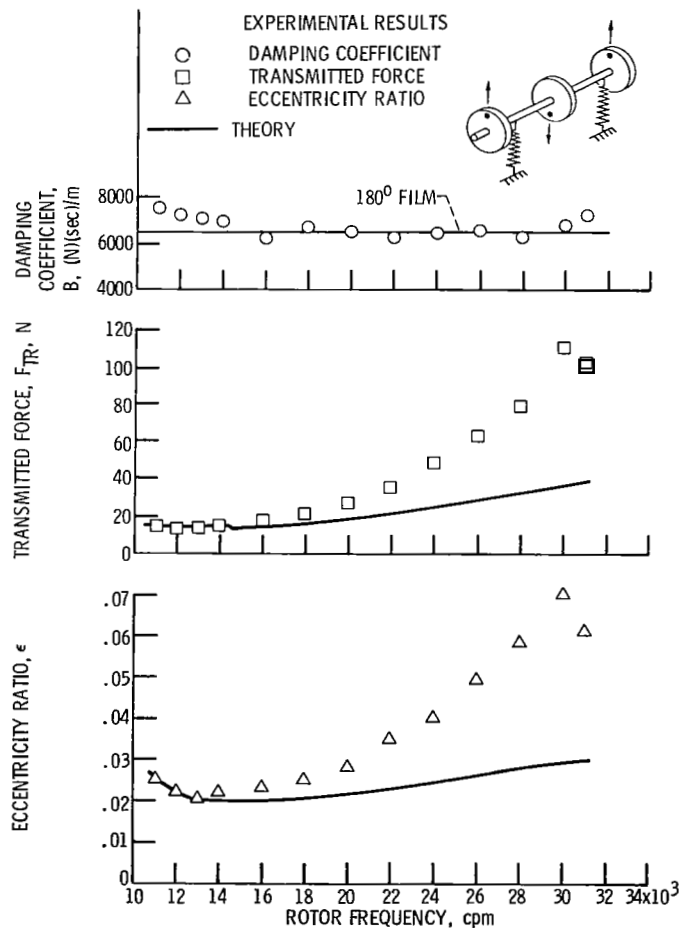 EXPERIMENTAL RESULTS
○ DAMPING COEFFICIENT
□ TRANSMITTED FORCE
△ ECCENTRICITY RATIO
THEORY
DAMPING
COEFFICIENT,
B, (N)(sec)/m
8000
6000
4000
180⁰ FILM
TRANSMITTED FORCE, F_TR, N
120
100
80
60
40
20
0
ECCENTRICITY RATIO, ϵ
.07
.06
.05
.04
.03
.02
.01
0
10 12 14 16 18 20 22 24 26 28 30 32 34x10³
ROTOR FREQUENCY, cpm